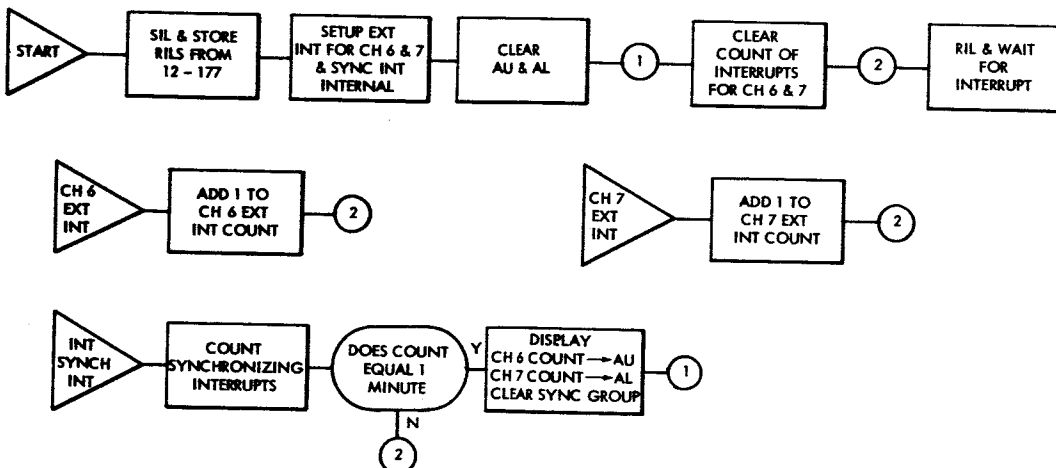 START
SIL & STORE
RILS FROM
12 – 177
SETUP EXT
INT FOR CH 6 & 7
& SYNC INT
INTERNAL
CLEAR
AU & AL
1
CLEAR
COUNT OF
INTERRUPTS
FOR CH 6 & 7
2
RIL & WAIT
FOR
INTERRUPT
CH 6
EXT
INT
ADD 1 TO
CH 6 EXT
INT COUNT
2
CH 7
EXT
INT
ADD 1 TO
CH 7 EXT
INT COUNT
2
INT
SYNCH
INT
COUNT
SYNCHRONIZING
INTERRUPTS
DOES COUNT
EQUAL 1
MINUTE
Y
N
2
DISPLAY
CH 6 COUNT → AU
CH 7 COUNT → AL
CLEAR SYNC GROUP
1